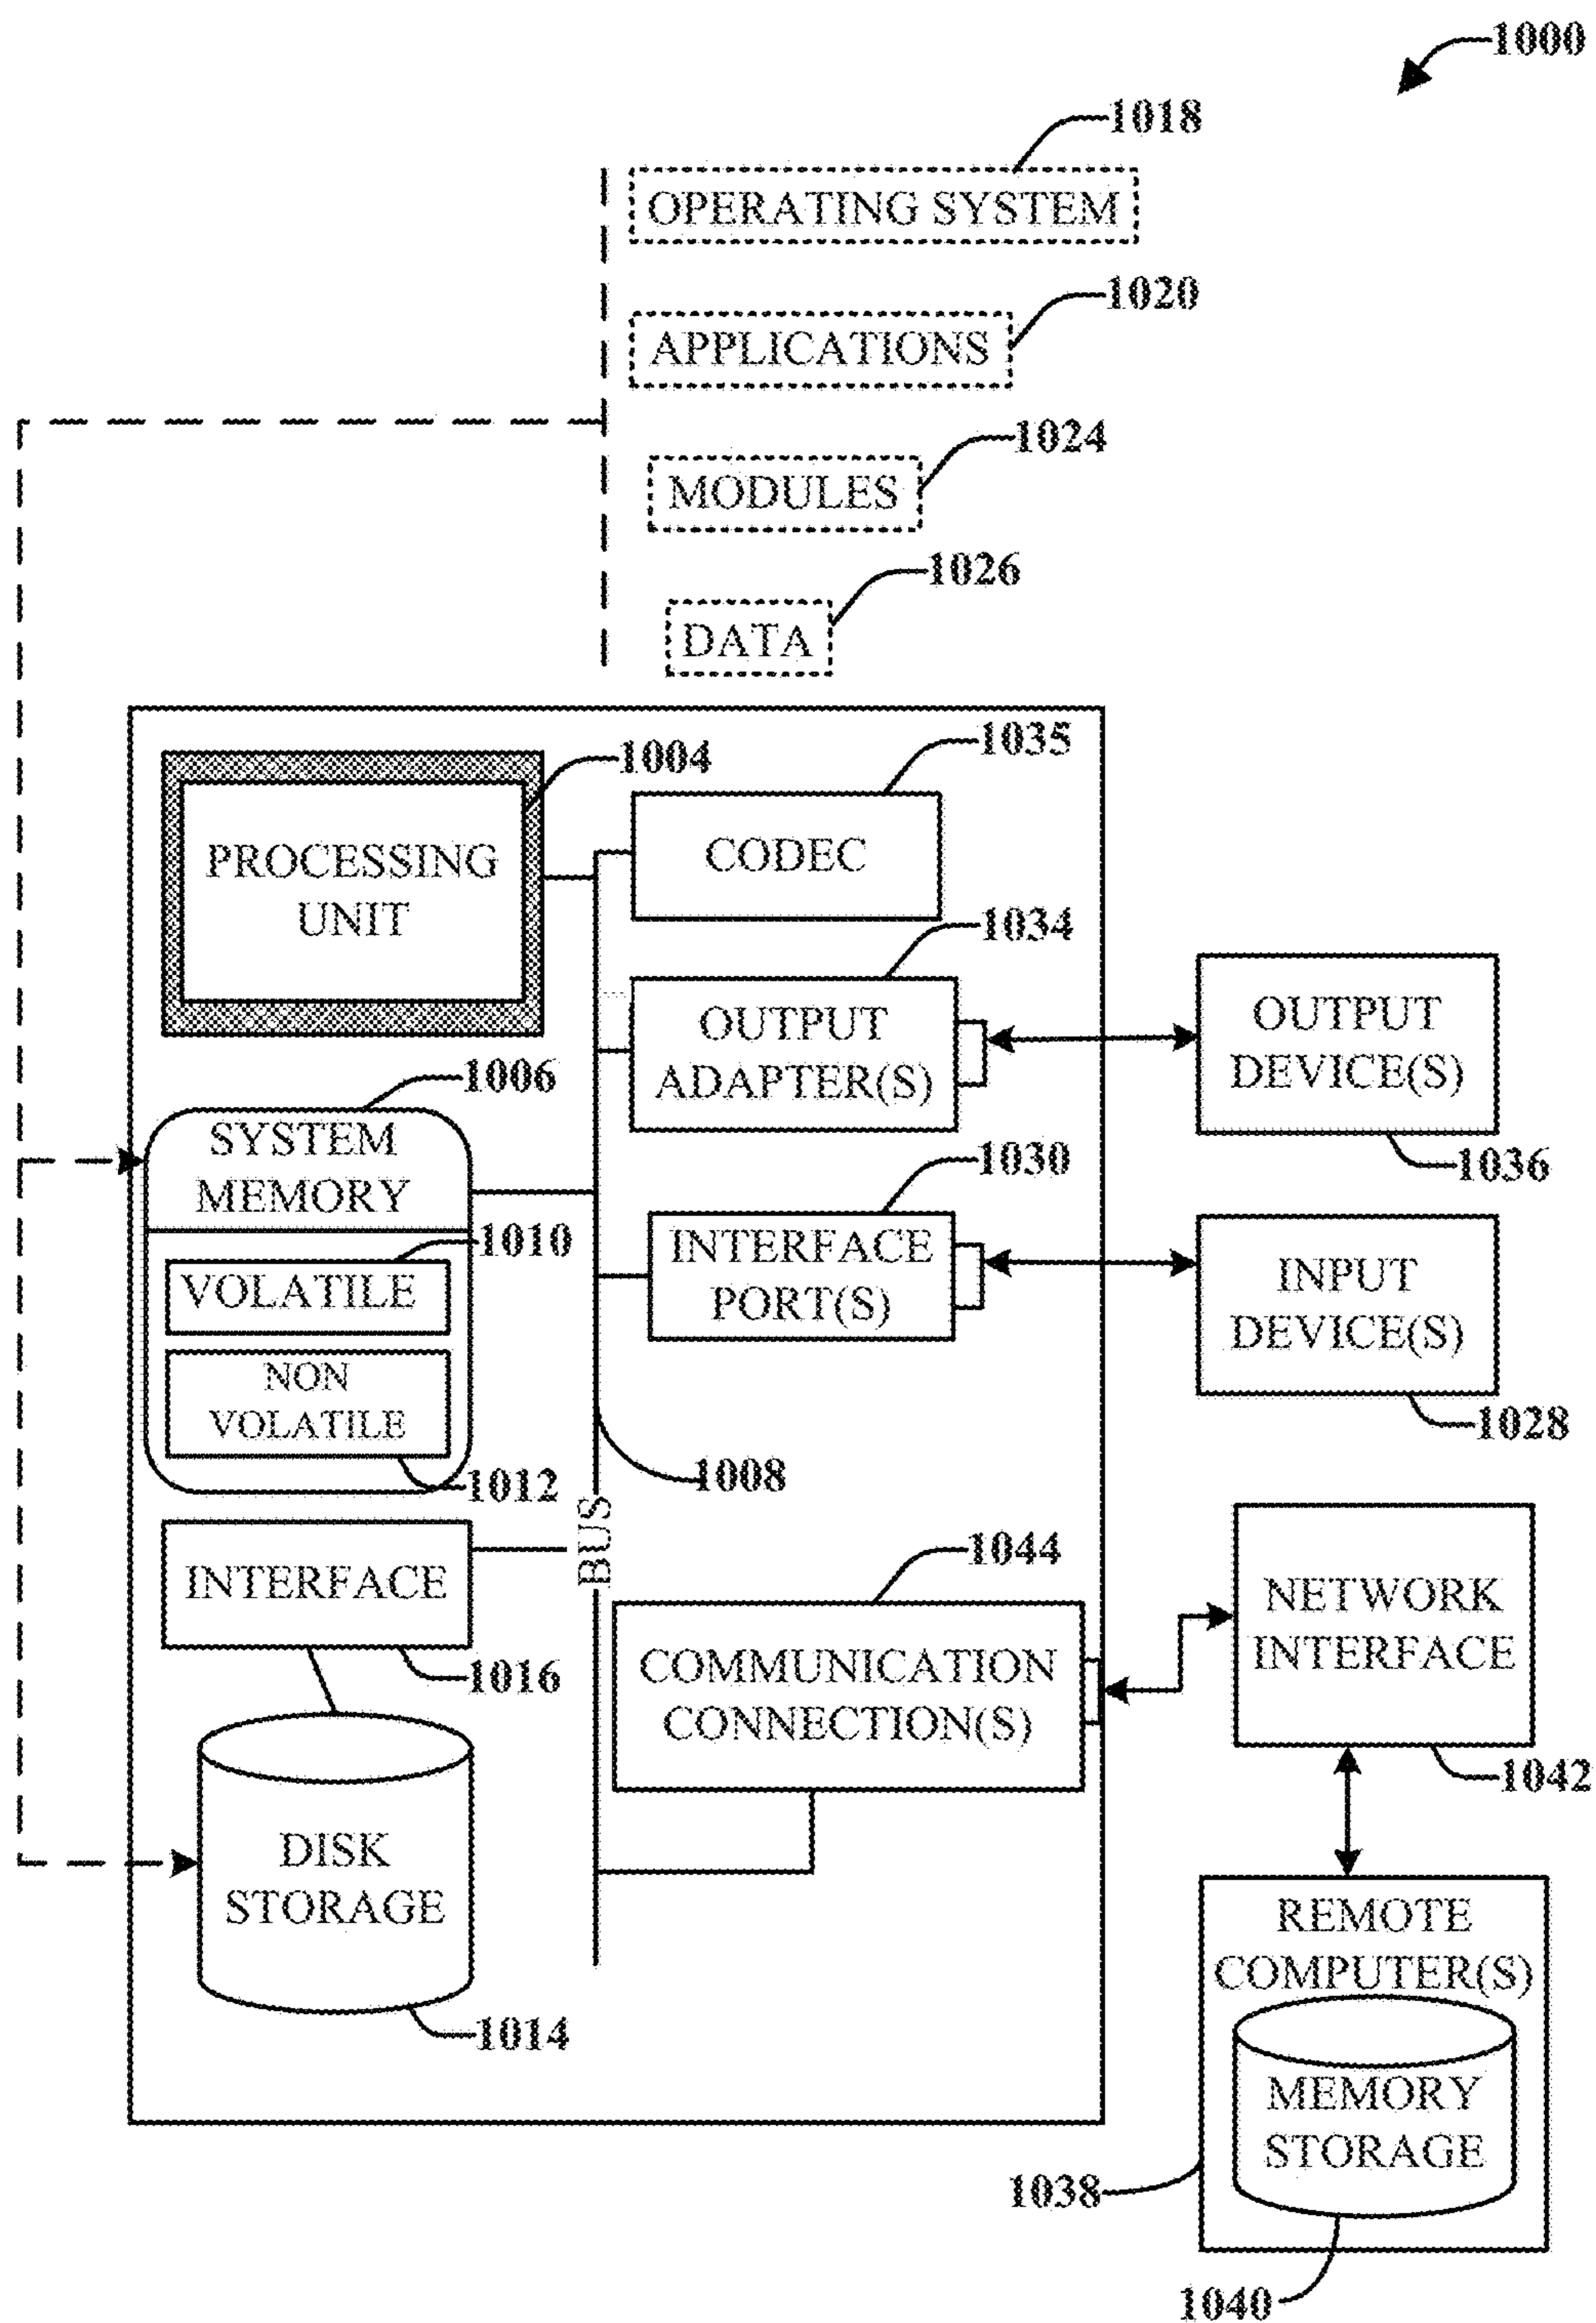 1000
1018
OPERATING SYSTEM
1020
APPLICATIONS
1024
MODULES
1026
DATA
1035
1004
CODEC
PROCESSING
UNIT
1034
OUTPUT
ADAPTER(S)
OUTPUT
DEVICE(S)
1036
1006
SYSTEM
MEMORY
1030
1010
VOLATILE
INTERFACE
PORT(S)
INPUT
DEVICE(S)
1028
NON
VOLATILE
1012
1008
BUS
1044
INTERFACE
1016
COMMUNICATION
CONNECTION(S)
NETWORK
INTERFACE
1042
DISK
STORAGE
1014
REMOTE
COMPUTER(S)
MEMORY
STORAGE
1038
1040